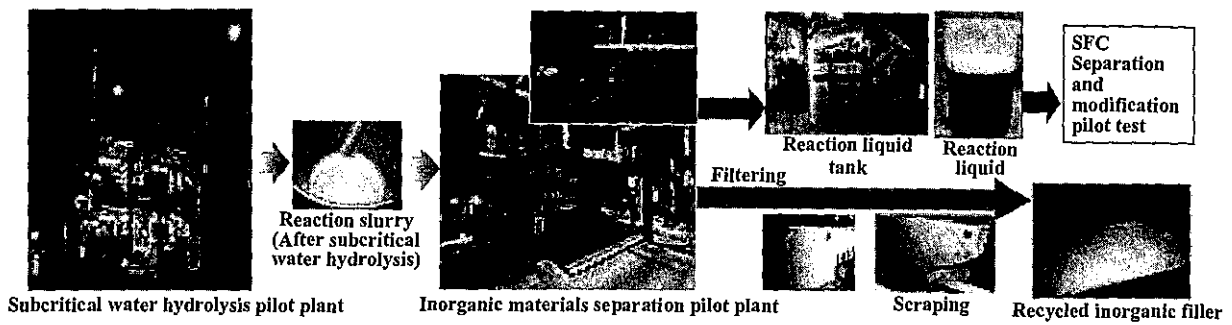 Subcritical water hydrolysis pilot plant
Reaction slurry
(After subcritical
water hydrolysis)
Inorganic materials separation pilot plant
Reaction liquid
tank
Reaction
liquid
SFC
Separation
and
modification
pilot test
Filtering
Scraping
Recycled inorganic filler